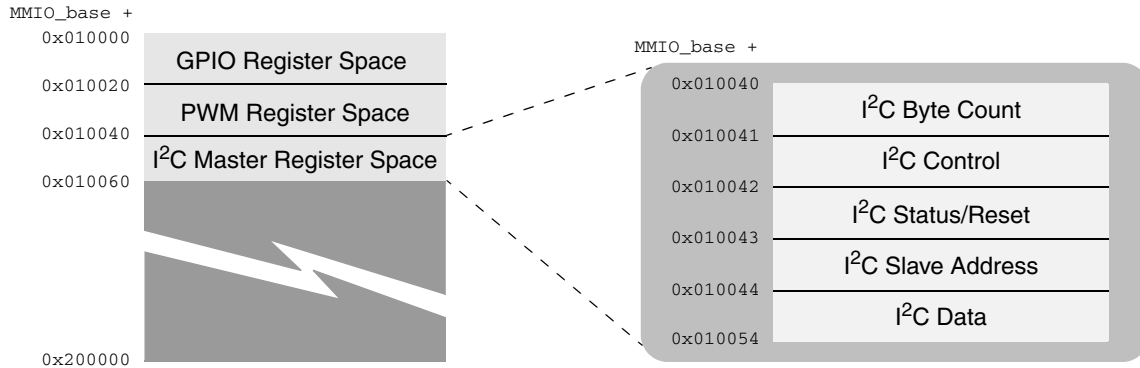 MMIO_base +
0x010000
GPIO Register Space
0x010020
PWM Register Space
0x010040
I²C Master Register Space
0x010060
0x200000
MMIO_base +
0x010040
I²C Byte Count
0x010041
I²C Control
0x010042
I²C Status/Reset
0x010043
I²C Slave Address
0x010044
I²C Data
0x010054